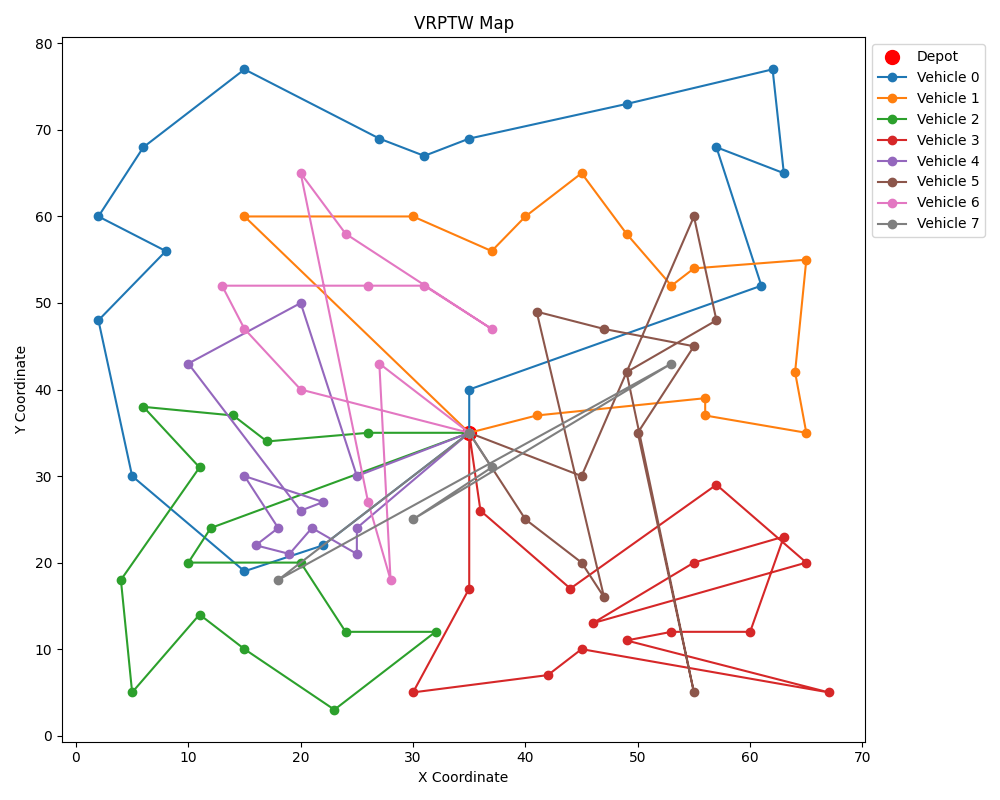 VRPTW Map
80
70
60
50
40
30
20
10
0
Y Coordinate
0 10 20 30 40 50 60 70
X Coordinate
Depot
Vehicle 0
Vehicle 1
Vehicle 2
Vehicle 3
Vehicle 4
Vehicle 5
Vehicle 6
Vehicle 7